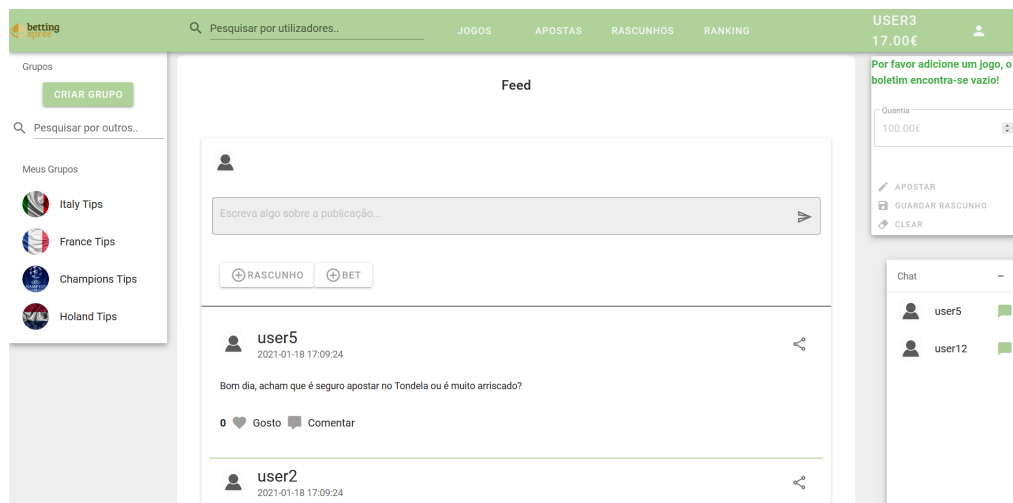 betting
spree
Pesquisar por utilizadores..
JOGOS
APOSTAS
RASCUNHOS
RANKING
USER3
17.00€
Grupos
CRIAR GRUPO
Pesquisar por outros..
Meus Grupos
Italy Tips
France Tips
Champions Tips
Holand Tips
Feed
Escreva algo sobre a publicação...
RASCUNHO
BET
user5
2021-01-18 17:09:24
Bom dia, acham que é seguro apostar no Tondela ou é muito arriscado?
0 Gosto Comentar
user2
2021-01-18 17:09:24
Por favor adicione um jogo, o
boletim encontra-se vazio!
Quantia
100.00€
APOSTAR
GUARDAR RASCUNHO
CLEAR
Chat
user5
user12